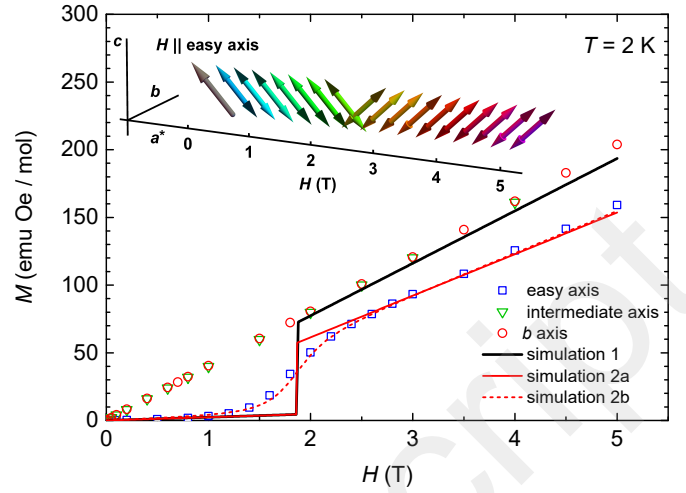 300
250
200
150
100
50
0
M (emu Oe / mol)
c
H || easy axis
b
a*
0
1
2
3
4
5
H (T)
T = 2 K
easy axis
intermediate axis
b axis
simulation 1
simulation 2a
simulation 2b
0
1
2
3
4
5
H (T)
cript